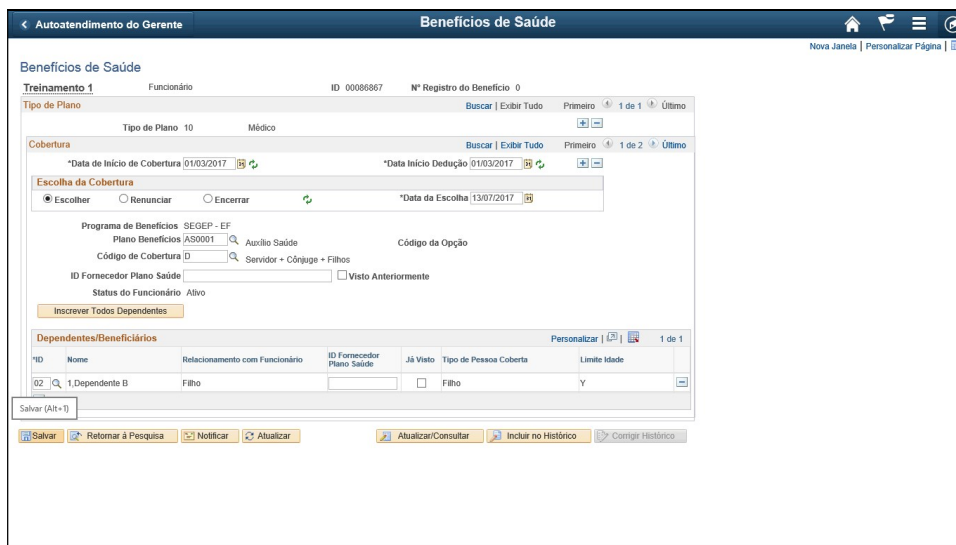 Autoatendimento do Gerente Benefícios de Saúde
Nova Janela | Personalizar Página |
Benefícios de Saúde
Treinamento 1 Funcionário ID 00086867 Nº Registro do Benefício 0
Tipo de Plano Buscar | Exibir Tudo Primeiro 1 de 1 Último
Tipo de Plano 10 Médico
Cobertura Buscar | Exibir Tudo Primeiro 1 de 2 Último
*Data de Início de Cobertura 01/03/2017 *Data Início Dedução 01/03/2017
Escolha da Cobertura
Escolher Renunciar Encerrar *Data da Escolha 13/07/2017
Programa de Benefícios SEGEP - EF
Plano Benefícios AS0001 Auxílio Saúde Código da Opção
Código de Cobertura D Servidor + Cônjuge + Filhos
ID Fornecedor Plano Saúde Visto Anteriormente
Status do Funcionário Ativo
Inscrever Todos Dependentes
Dependentes/Beneficiários Personalizar | | 1 de 1
*ID Nome Relacionamento com Funcionário ID Fornecedor Plano Saúde Já Visto Tipo de Pessoa Coberta Limite Idade
02 1,Dependente B Filho Filho Y
Salvar (Alt+1)
Salvar Retornar à Pesquisa Notificar Atualizar Atualizar/Consultar Incluir no Histórico Corrigir Histórico